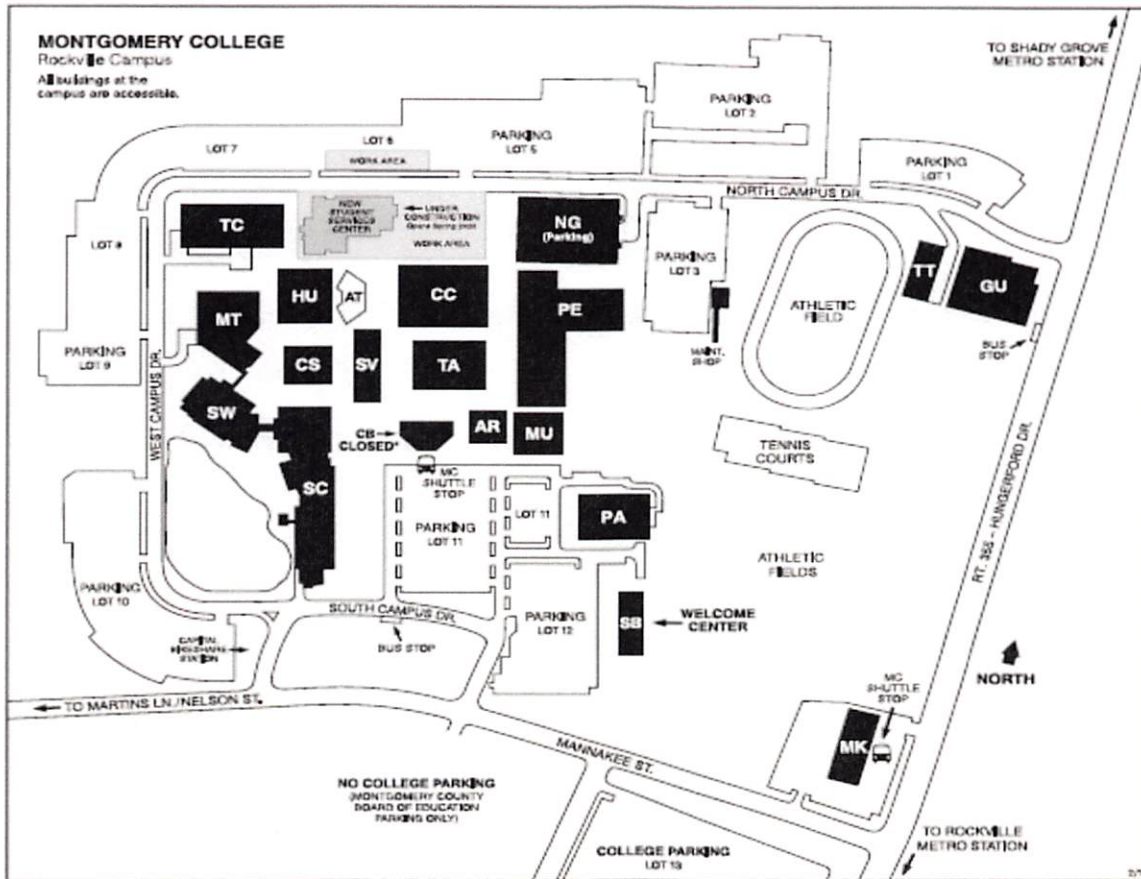 MONTGOMERY COLLEGE
Rockville Campus
All buildings at the
campus are accessible.
TO SHADY GROVE
METRO STATION
PARKING
LOT 2
LOT 7
LOT 6
WORK AREA
PARKING
LOT 5
PARKING
LOT 1
NORTH CAMPUS DR.
TC
NEW
STUDENT
SERVICES
CENTER
UNDER
CONSTRUCTION
WORK AREA
NG
(Parking)
LOT 8
PARKING
LOT 3
TT
GU
HU
AT
CC
PE
ATHLETIC
FIELD
MT
BUS
STOP
PARKING
LOT 9
MAINT.
SHOP
WEST CAMPUS DR.
CS
SV
TA
SW
CB
CLOSED*
AR
MU
TENNIS
COURTS
MC
SHUTTLE
STOP
SC
PARKING
LOT 11
LOT 11
PA
RT. 355 - HUNGERFORD DR.
ATHLETIC
FIELDS
PARKING
LOT 10
SOUTH CAMPUS DR.
PARKING
LOT 12
SB
WELCOME
CENTER
CAPITAL
BIKESHARE
STATION
BUS STOP
NORTH
TO MARTINS LN./NELSON ST.
MC
SHUTTLE
STOP
MK
MANNAKEE ST.
NO COLLEGE PARKING
(MONTGOMERY COUNTY
BOARD OF EDUCATION
PARKING ONLY)
COLLEGE PARKING
LOT 13
TO ROCKVILLE
METRO STATION